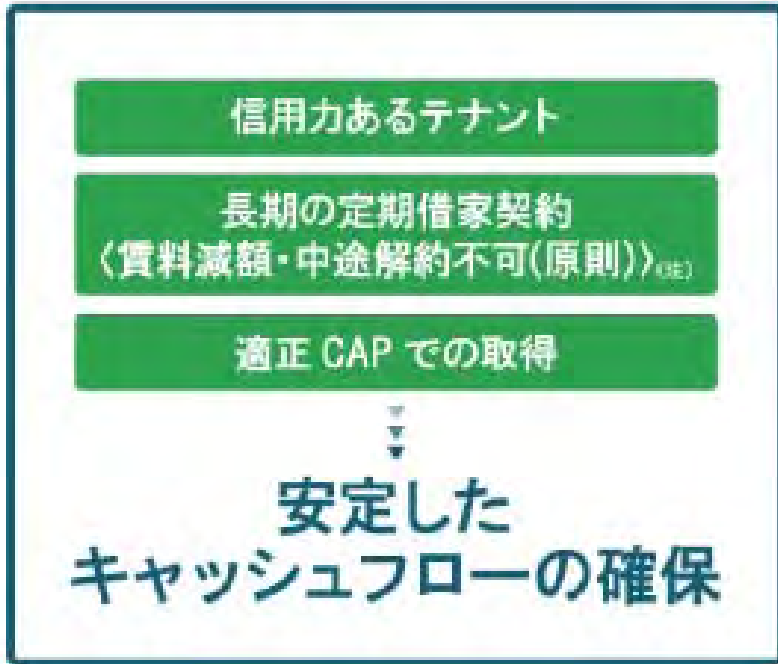 信用力あるテナント
長期の定期借家契約
〈賃料減額・中途解約不可(原則)〉(注)
適正 CAP での取得
安定した
キャッシュフローの確保